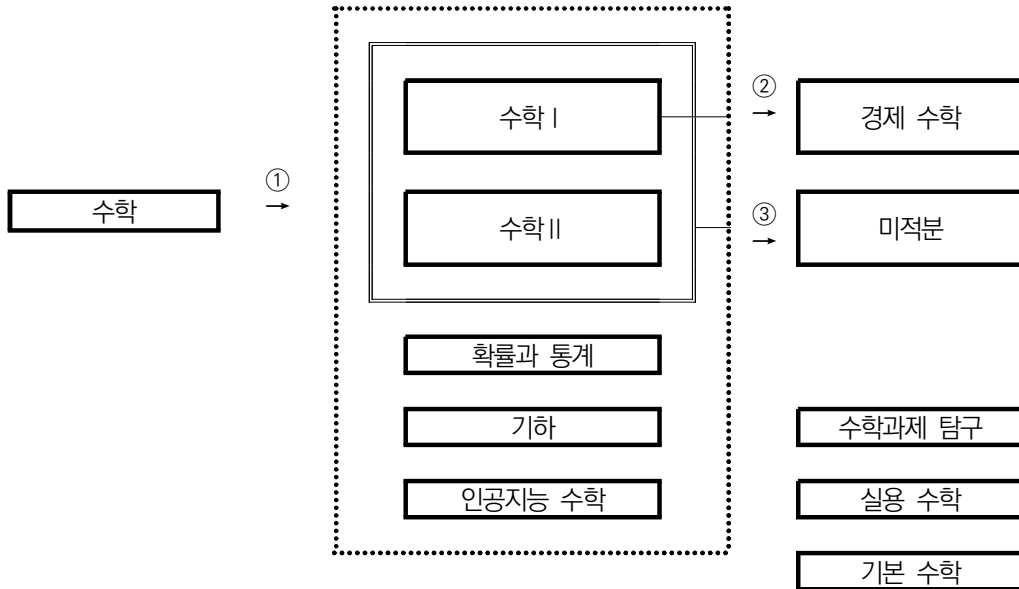 수학
①
수학Ⅰ
수학Ⅱ
확률과 통계
기하
인공지능 수학
②
경제 수학
③
미적분
수학과제 탐구
실용 수학
기본 수학